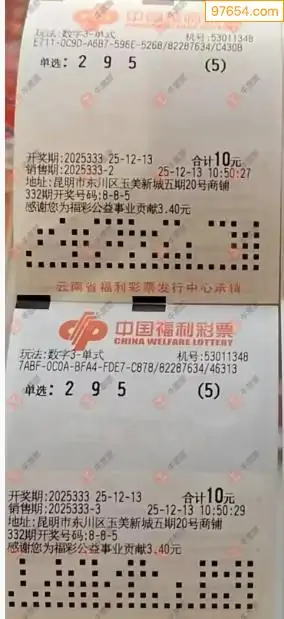 97654.com
玩法:数字3-单式 机号:53011348
E711-0C9D-A6B7-596E-5268/82287634/C430B
单选: 2 9 5 (5)
开奖期:2025333 25-12-13 合计10元
销售期:2025333-2 25-12-13 10:50:27
地址:昆明市东川区玉美新城五期20号商铺
332期开奖号码:8-8-5
感谢您为福彩公益事业贡献3.40元
云南省福利彩票发行中心承销
中国福利彩票
CHINA WELFARE LOTTERY
玩法:数字3-单式 机号:53011348
7ABF-0C0A-BFA4-FDE7-C878/82287634/46313
单选: 2 9 5 (5)
开奖期:2025333 25-12-13 合计10元
销售期:2025333-3 25-12-13 10:50:29
地址:昆明市东川区玉美新城五期20号商铺
332期开奖号码:8-8-5
感谢您为福彩公益事业贡献3.40元